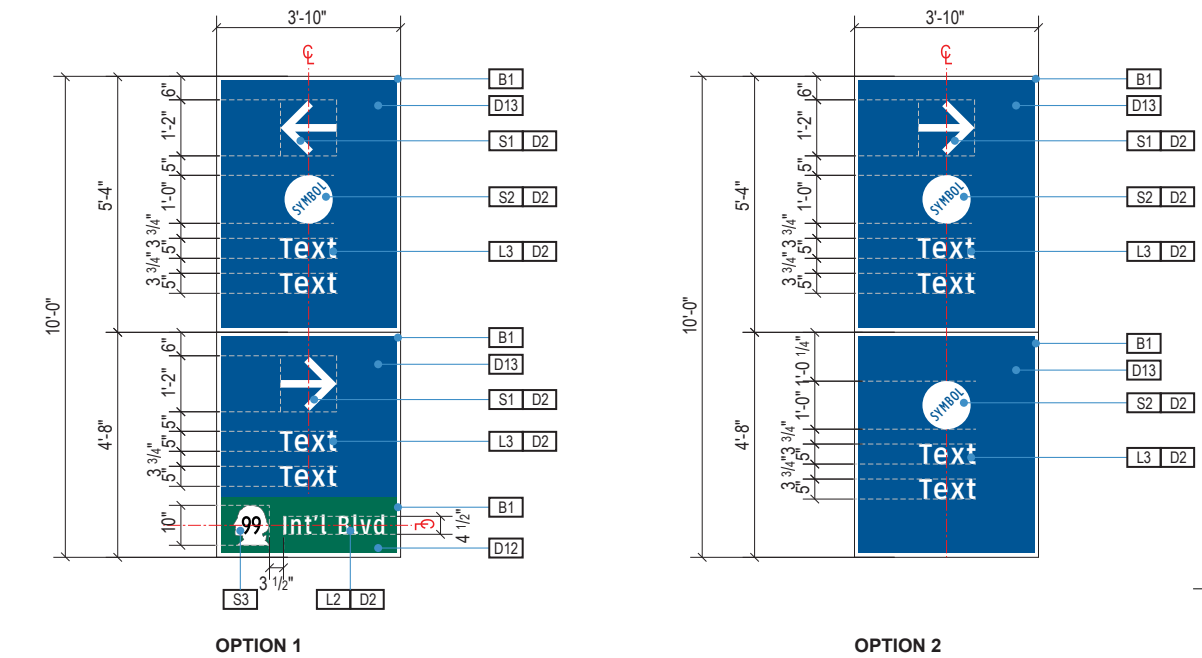 3'-10"
℄
10'-0"
5'-4"
6"
1'-2"
5"
1'-0"
3 3/4"
5"
3 3/4"
5"
SYMBOL
Text
Text
B1
D13
S1 D2
S2 D2
L3 D2
4'-8"
6"
1'-2"
5"
5"
3 3/4"
5"
10"
Text
Text
99 Int'l Blvd
℄
4 1/2"
3 1/2"
B1
D13
S1 D2
L3 D2
B1
D12
S3
L2 D2
OPTION 1
3'-10"
℄
10'-0"
5'-4"
6"
1'-2"
5"
1'-0"
3 3/4"
5"
3 3/4"
5"
SYMBOL
Text
Text
B1
D13
S1 D2
S2 D2
L3 D2
4'-8"
1'-0 1/4"
1'-0"
3 3/4"
5"
3 3/4"
5"
SYMBOL
Text
Text
B1
D13
S2 D2
L3 D2
OPTION 2